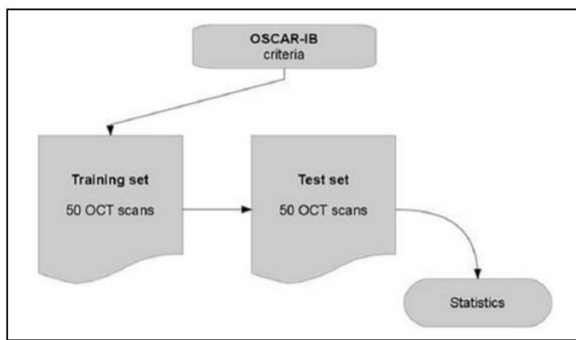 OSCAR-IB
criteria
Training set
50 OCT scans
Test set
50 OCT scans
Statistics